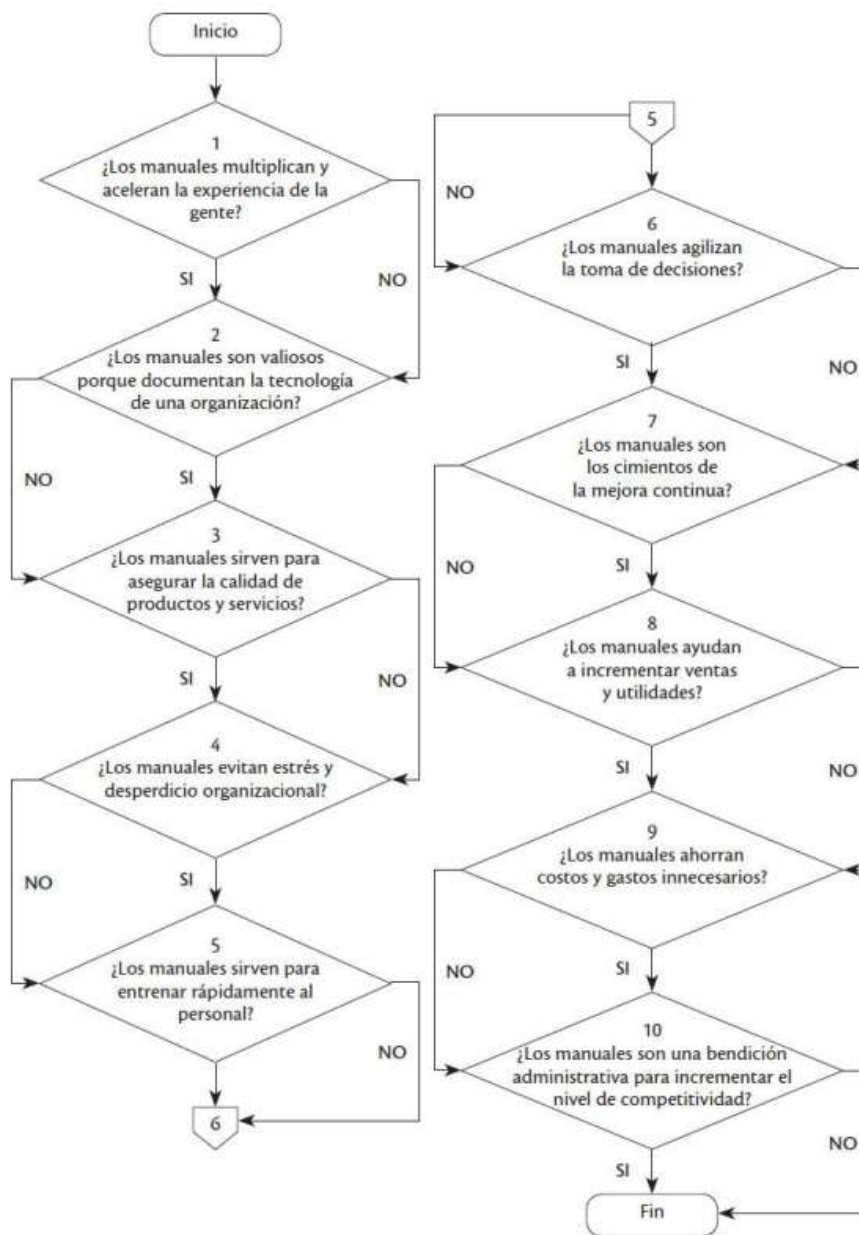 Inicio
1
¿Los manuales multiplican y
aceleran la experiencia de la
gente?
SI
NO
2
¿Los manuales son valiosos
porque documentan la tecnología
de una organización?
NO
SI
3
¿Los manuales sirven para
asegurar la calidad de
productos y servicios?
SI
NO
4
¿Los manuales evitan estrés y
desperdicio organizacional?
NO
SI
5
¿Los manuales sirven para
entrenar rápidamente al
personal?
NO
6
5
NO
6
¿Los manuales agilizan
la toma de decisiones?
SI
NO
7
¿Los manuales son
los cimientos de
la mejora continua?
NO
SI
8
¿Los manuales ayudan
a incrementar ventas
y utilidades?
SI
NO
9
¿Los manuales ahorran
costos y gastos innecesarios?
NO
SI
10
¿Los manuales son una bendición
administrativa para incrementar el
nivel de competitividad?
SI
NO
Fin